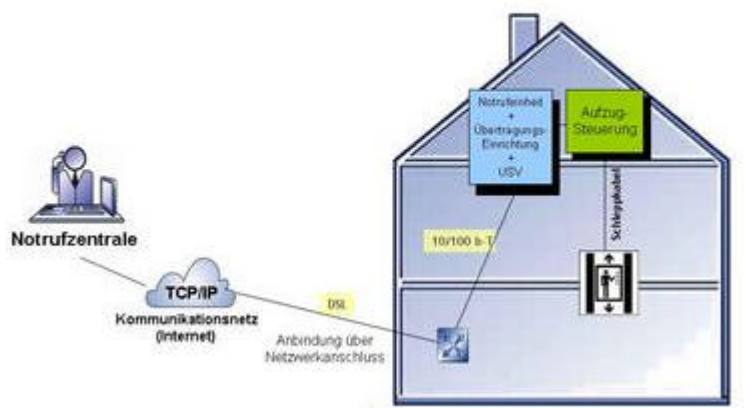 Notrufeinheit
+
Übertragungs-
Einrichtung
+
USV
Aufzug-
Steuerung
Schleppkabel
10/100 b-T
Notrufzentrale
TCP/IP
Kommunikationsnetz
(Internet)
DSL
Anbindung über
Netzwerkanschluss